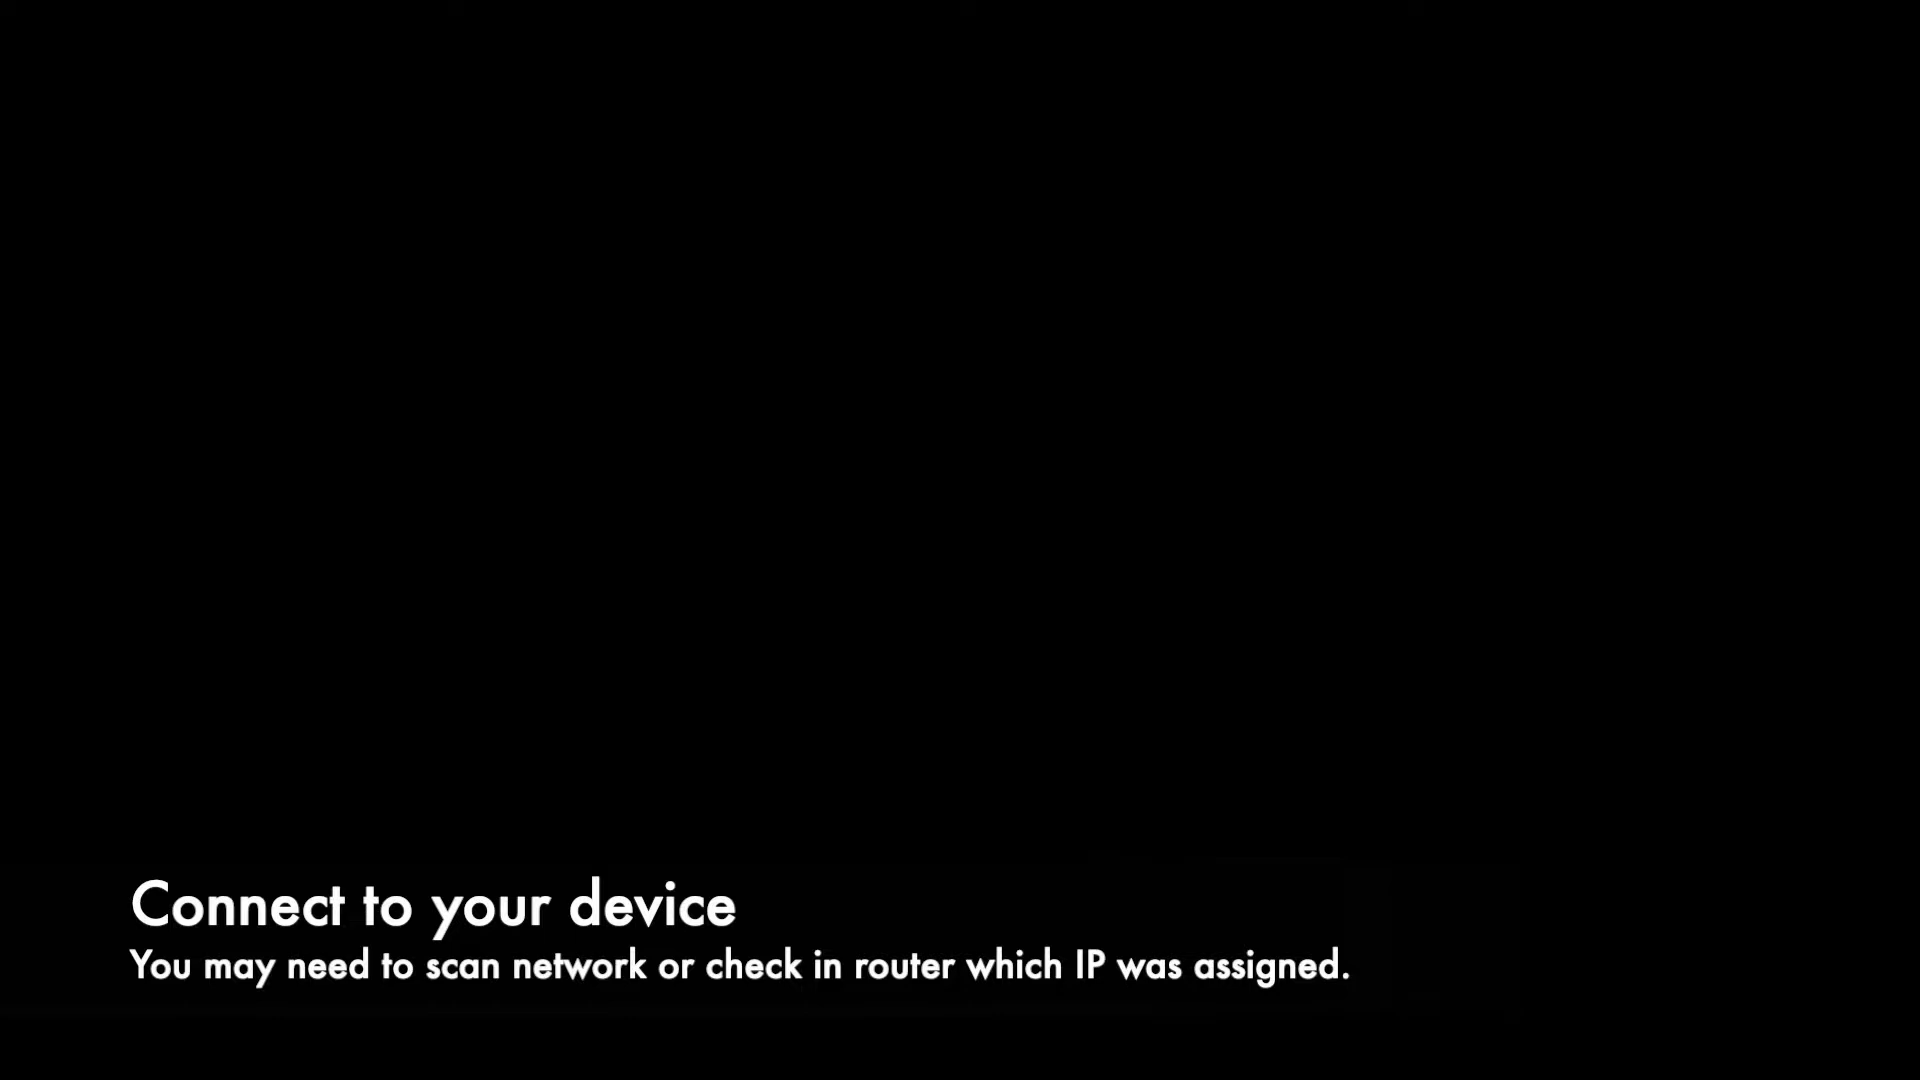 Connect to your device
You may need to scan network or check in router which IP was assigned.